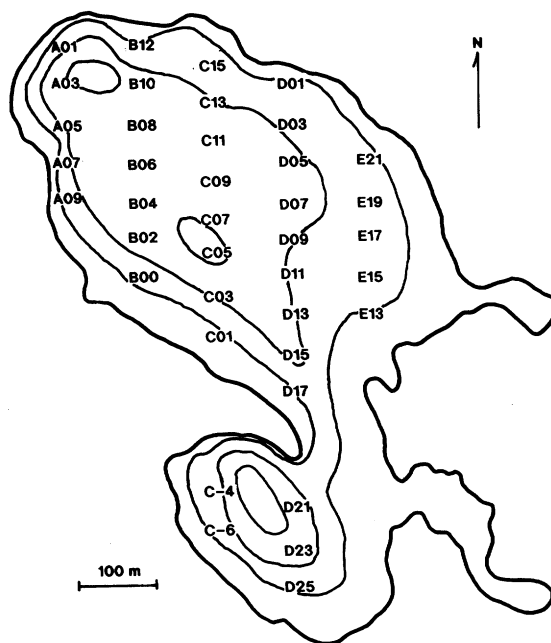 N
A01 B12
C15
A03 B10 D01
C13
A05 B08 D03
C11
A07 B06 D05 E21
C09
A09 B04 D07 E19
C07
B02 D09 E17
C05
B00 D11 E15
C03
D13 E13
C01
D15
D17
C-4
D21
C-6
D23
D25
100 m